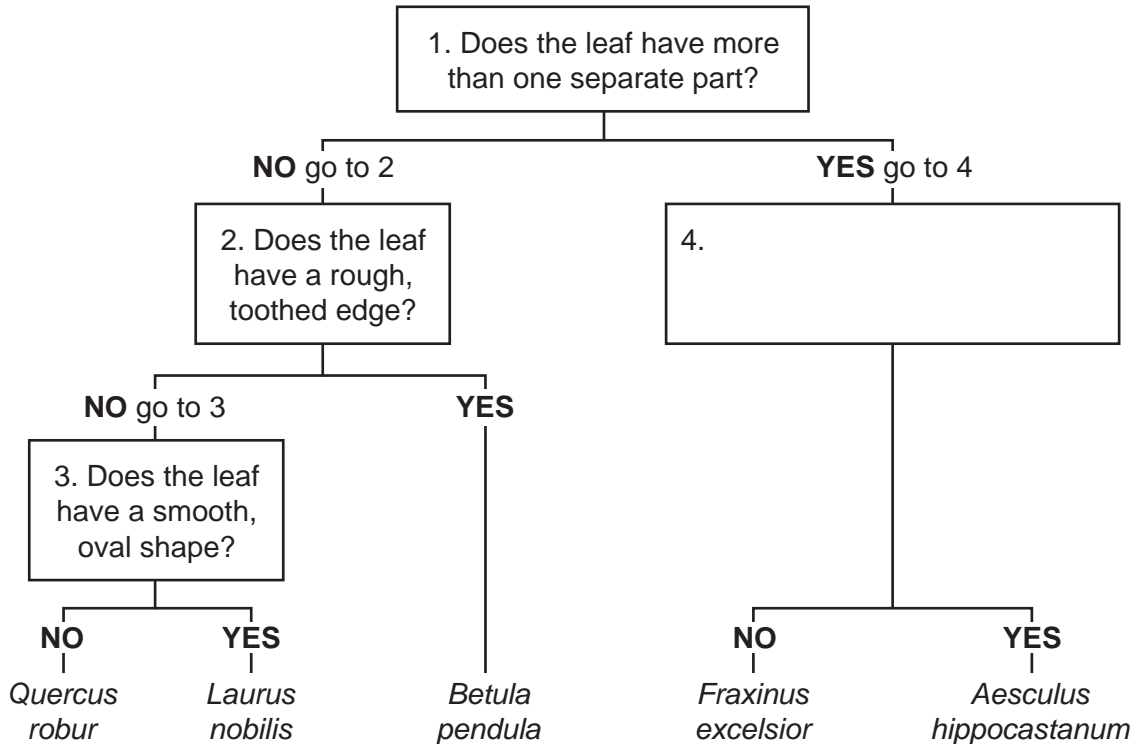 1. Does the leaf have more
than one separate part?
NO go to 2
YES go to 4
2. Does the leaf
have a rough,
toothed edge?
4.
NO go to 3
YES
3. Does the leaf
have a smooth,
oval shape?
NO
YES
NO
YES
Quercus
robur
Laurus
nobilis
Betula
pendula
Fraxinus
excelsior
Aesculus
hippocastanum